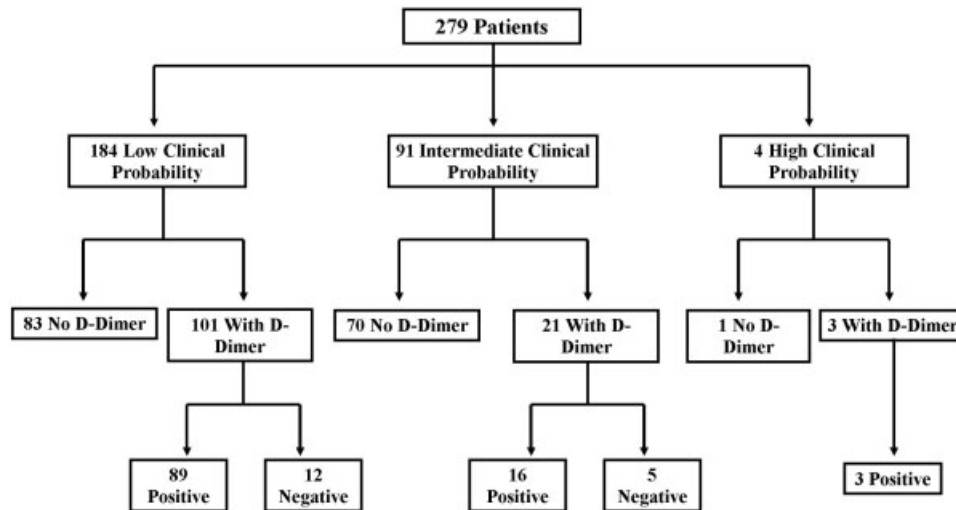 279 Patients
184 Low Clinical
Probability
91 Intermediate Clinical
Probability
4 High Clinical
Probability
83 No D-Dimer
101 With D-
Dimer
70 No D-Dimer
21 With D-
Dimer
1 No D-
Dimer
3 With D-Dimer
89
Positive
12
Negative
16
Positive
5
Negative
3 Positive